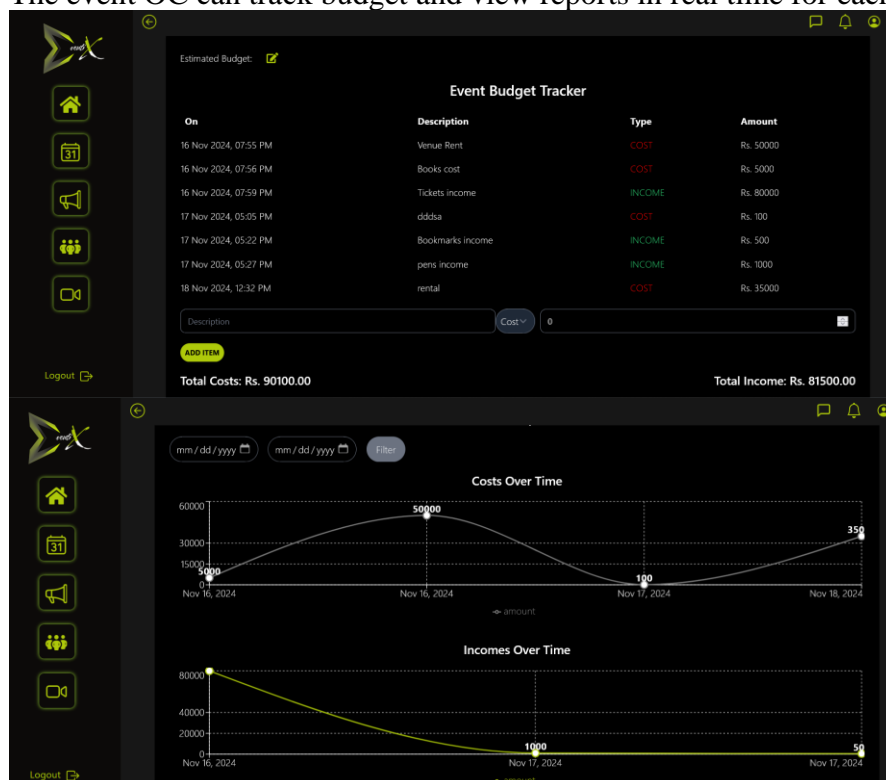 The event OC can track budget and view reports in real time for each
Estimated Budget:
Event Budget Tracker
On Description Type Amount
16 Nov 2024, 07:55 PM Venue Rent COST Rs. 50000
16 Nov 2024, 07:56 PM Books cost COST Rs. 5000
16 Nov 2024, 07:59 PM Tickets income INCOME Rs. 80000
17 Nov 2024, 05:05 PM dddsa COST Rs. 100
17 Nov 2024, 05:22 PM Bookmarks income INCOME Rs. 500
17 Nov 2024, 05:27 PM pens income INCOME Rs. 1000
18 Nov 2024, 12:32 PM rental COST Rs. 35000
31
Description Cost 0
ADD ITEM
Logout
Total Costs: Rs. 90100.00 Total Income: Rs. 81500.00
mm/dd/yyyy mm/dd/yyyy Filter
Costs Over Time
60000
50000
350
30000
15000
5000
100
0
Nov 16, 2024 Nov 16, 2024 Nov 17, 2024 Nov 18, 2024
amount
31
Incomes Over Time
80000
40000
20000
1000
50
0
Nov 16, 2024 Nov 17, 2024 Nov 17, 2024
amount
Logout